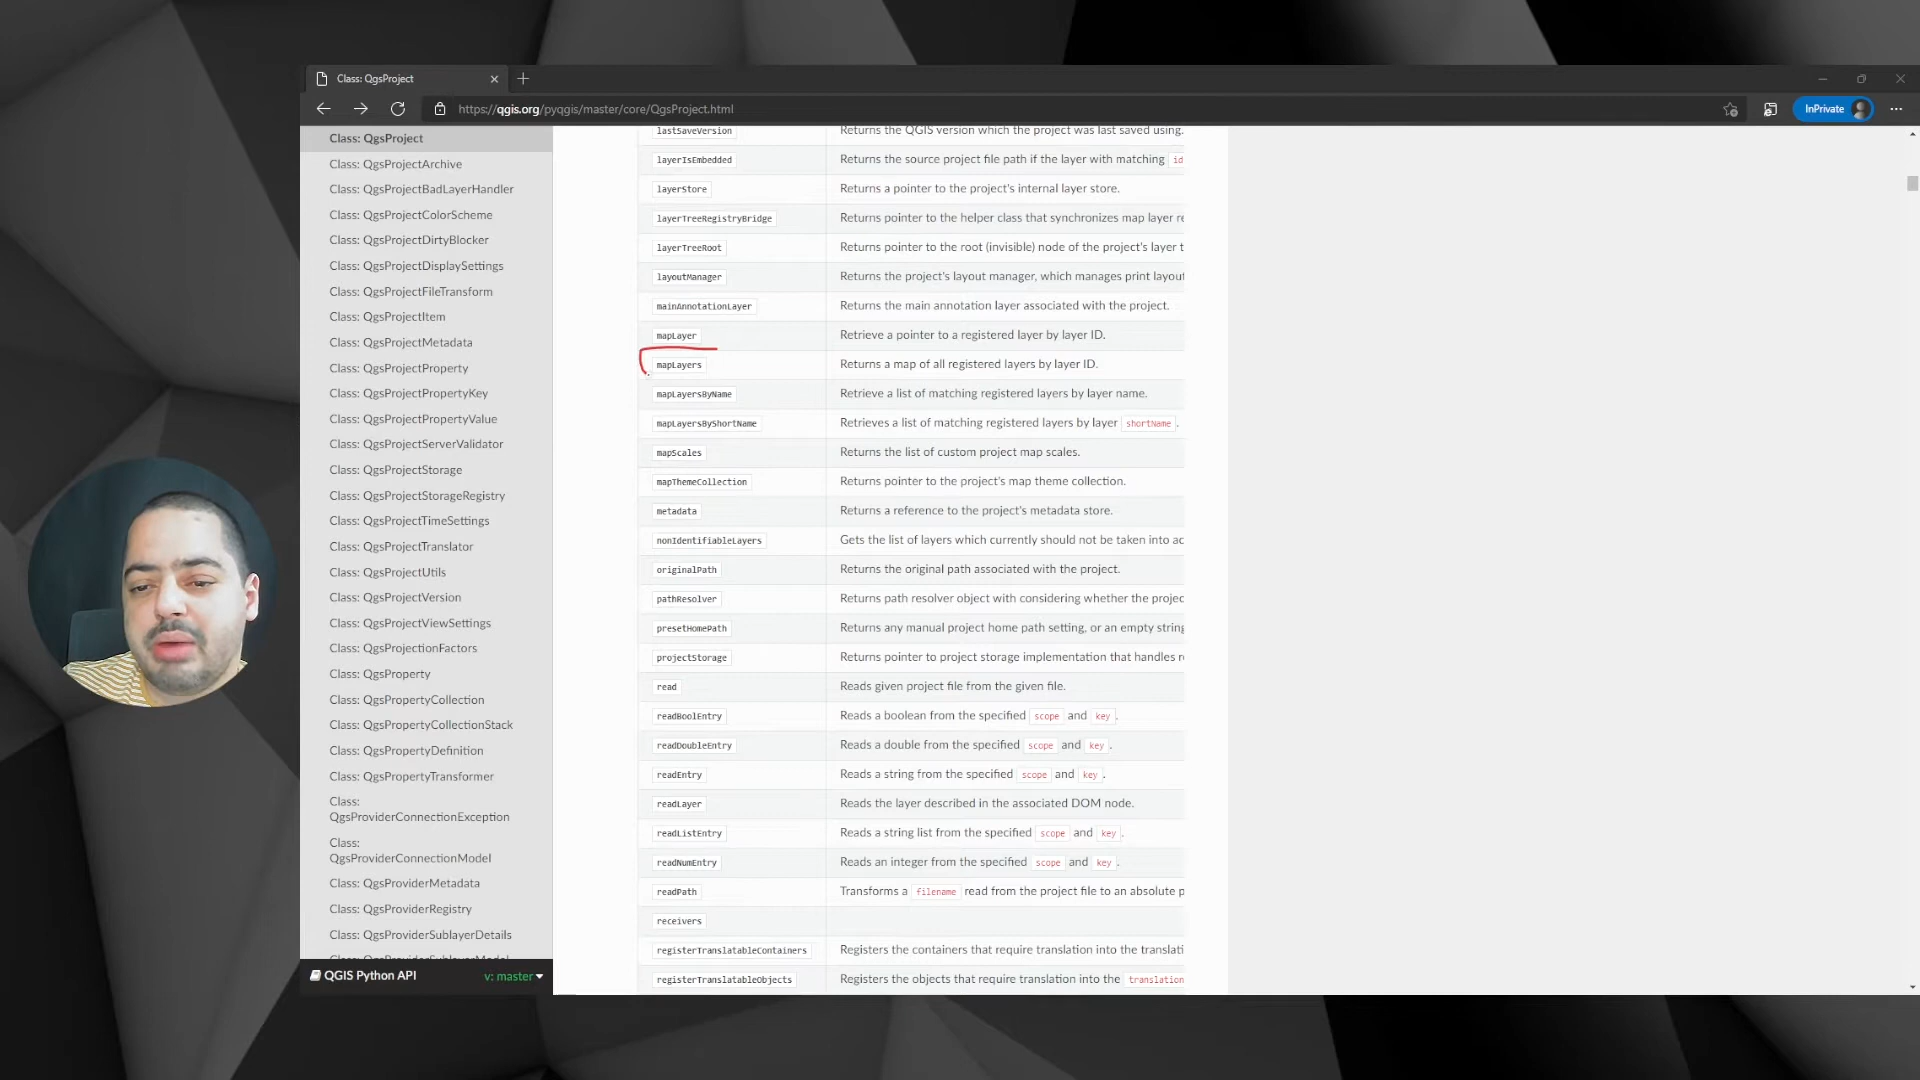 Class: QgsProject
https://qgis.org/pyqgis/master/core/QgsProject.html
InPrivate
Class: QgsProject
Class: QgsProjectArchive
Class: QgsProjectBadLayerHandler
Class: QgsProjectColorScheme
Class: QgsProjectDirtyBlocker
Class: QgsProjectDisplaySettings
Class: QgsProjectFileTransform
Class: QgsProjectItem
Class: QgsProjectMetadata
Class: QgsProjectProperty
Class: QgsProjectPropertyKey
Class: QgsProjectPropertyValue
Class: QgsProjectServerValidator
Class: QgsProjectStorage
Class: QgsProjectStorageRegistry
Class: QgsProjectTimeSettings
Class: QgsProjectTranslator
Class: QgsProjectUtils
Class: QgsProjectVersion
Class: QgsProjectViewSettings
Class: QgsProjectionFactors
Class: QgsProperty
Class: QgsPropertyCollection
Class: QgsPropertyCollectionStack
Class: QgsPropertyDefinition
Class: QgsPropertyTransformer
Class:
QgsProviderConnectionException
Class:
QgsProviderConnectionModel
Class: QgsProviderMetadata
Class: QgsProviderRegistry
Class: QgsProviderSublayerDetails
QGIS Python API v: master
lastSaveVersion Returns the QGIS version which the project was last saved using.
layerIsEmbedded Returns the source project file path if the layer with matching id
layerStore Returns a pointer to the project's internal layer store.
layerTreeRegistryBridge Returns pointer to the helper class that synchronizes map layer re
layerTreeRoot Returns pointer to the root (invisible) node of the project's layer t
layoutManager Returns the project's layout manager, which manages print layout
mainAnnotationLayer Returns the main annotation layer associated with the project.
mapLayer Retrieve a pointer to a registered layer by layer ID.
mapLayers Returns a map of all registered layers by layer ID.
mapLayersByName Retrieve a list of matching registered layers by layer name.
mapLayersByShortName Retrieves a list of matching registered layers by layer shortName .
mapScales Returns the list of custom project map scales.
mapThemeCollection Returns pointer to the project's map theme collection.
metadata Returns a reference to the project's metadata store.
nonIdentifiableLayers Gets the list of layers which currently should not be taken into ac
originalPath Returns the original path associated with the project.
pathResolver Returns path resolver object with considering whether the projec
presetHomePath Returns any manual project home path setting, or an empty string
projectStorage Returns pointer to project storage implementation that handles re
read Reads given project file from the given file.
readBoolEntry Reads a boolean from the specified scope and key .
readDoubleEntry Reads a double from the specified scope and key .
readEntry Reads a string from the specified scope and key .
readLayer Reads the layer described in the associated DOM node.
readListEntry Reads a string list from the specified scope and key .
readNumEntry Reads an integer from the specified scope and key .
readPath Transforms a filename read from the project file to an absolute p
receivers
registerTranslatableContainers Registers the containers that require translation into the translati
registerTranslatableObjects Registers the objects that require translation into the translation